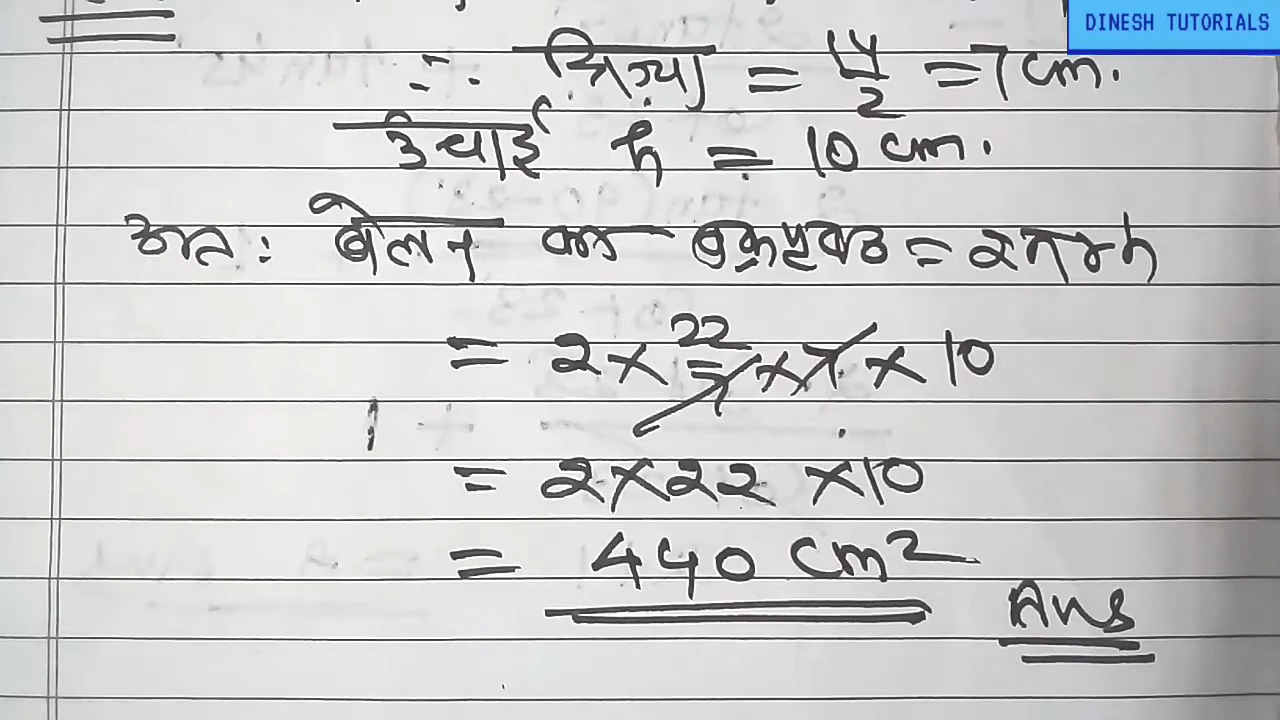 DINESH TUTORIALS
∴ त्रिज्या = 14/2 = 7 cm.
उंचाई h = 10 cm.
अत: बेलन का वक्रपृष्ठ = 2πrh
= 2 × 22/7 × 7 × 10
1
= 2 × 22 × 10
= 440 cm²
Ans